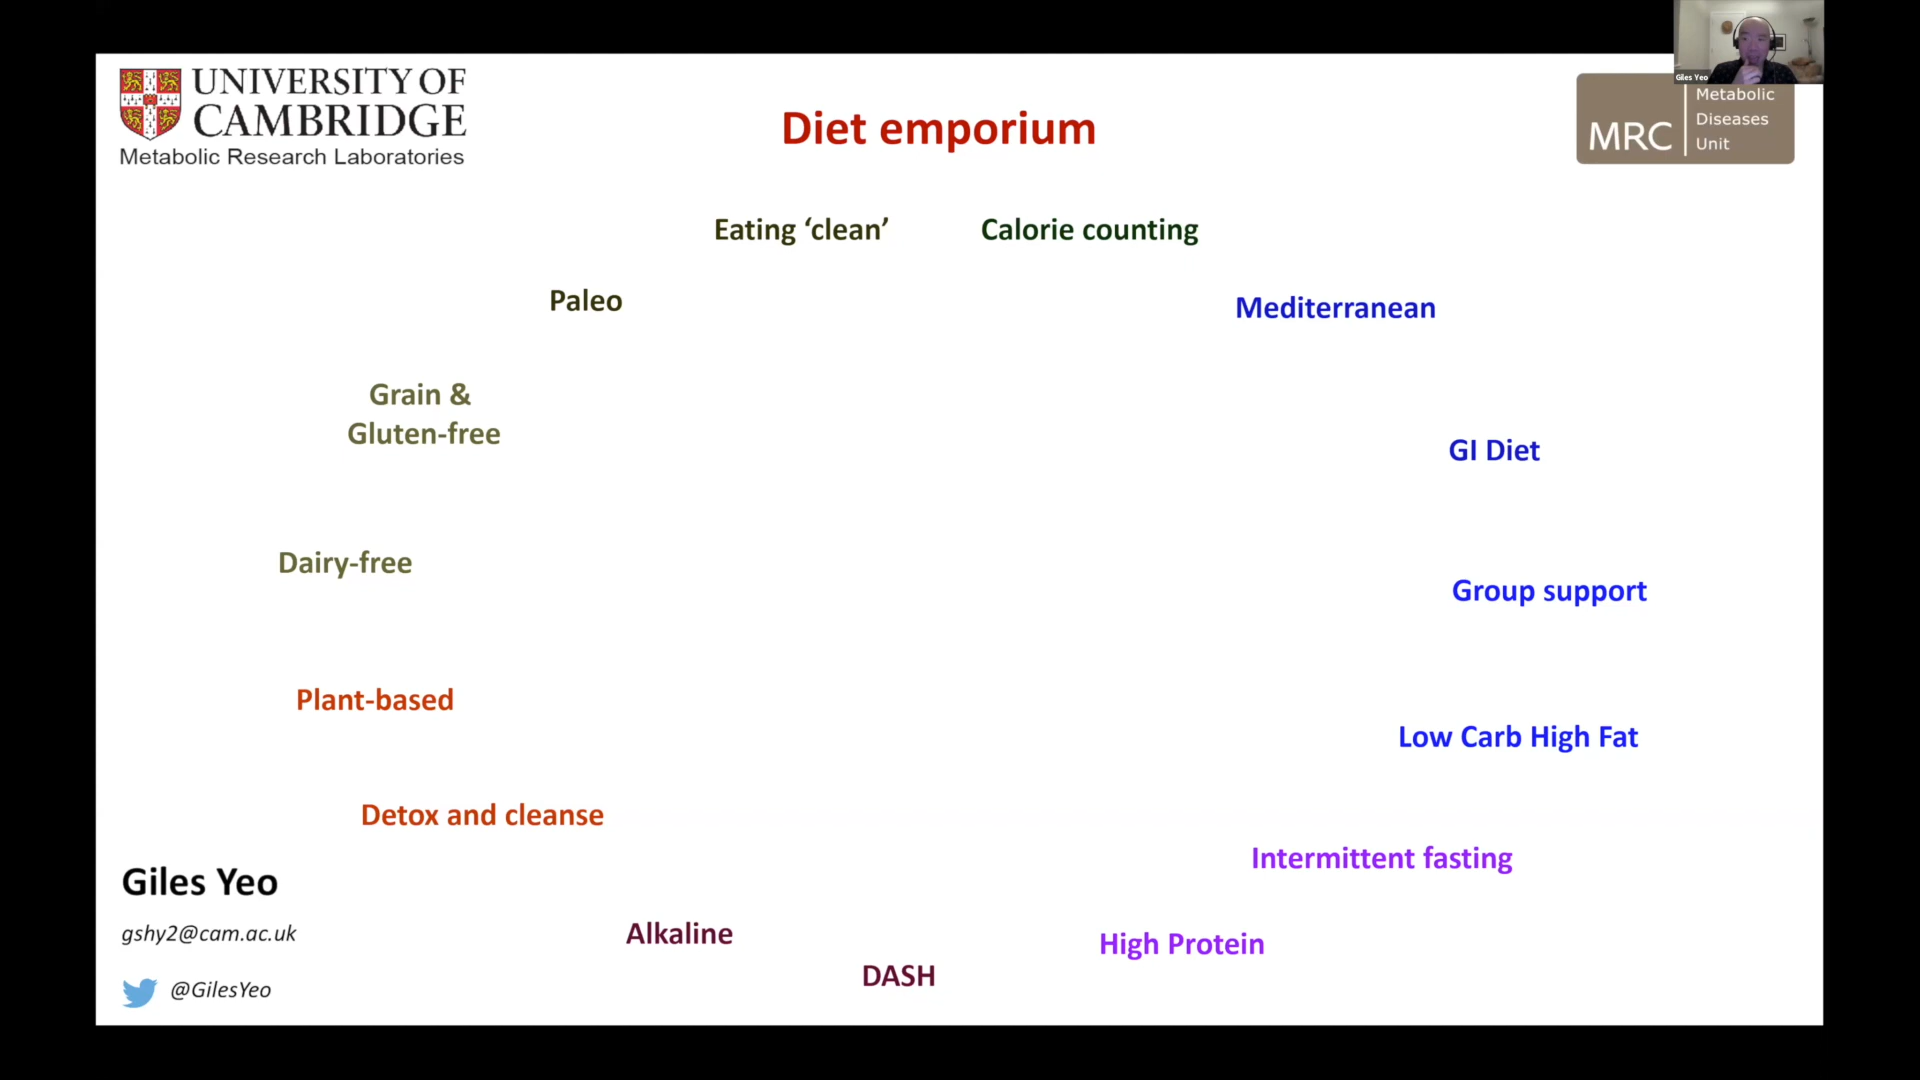 Giles Yeo
UNIVERSITY OF
CAMBRIDGE
Metabolic Research Laboratories
Diet emporium
MRC
Metabolic
Diseases
Unit
Eating ‘clean’
Calorie counting
Paleo
Mediterranean
Grain &
Gluten-free
GI Diet
Dairy-free
Group support
Plant-based
Low Carb High Fat
Detox and cleanse
Intermittent fasting
Giles Yeo
gshy2@cam.ac.uk
Alkaline
High Protein
DASH
@GilesYeo